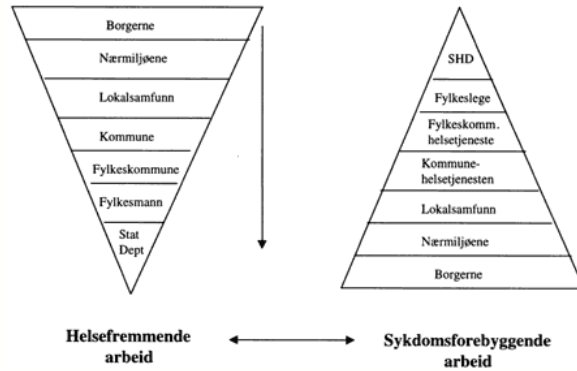 Borgerne
Nærmiljøene
Lokalsamfunn
Kommune
Fylkeskommune
Fylkesmann
Stat
Dept
SHD
Fylkeslege
Fylkeskomm.
helsetjeneste
Kommune-
helsetjenesten
Lokalsamfunn
Nærmiljøene
Borgerne
Helsefremmende
arbeid
Sykdomsforebyggende
arbeid